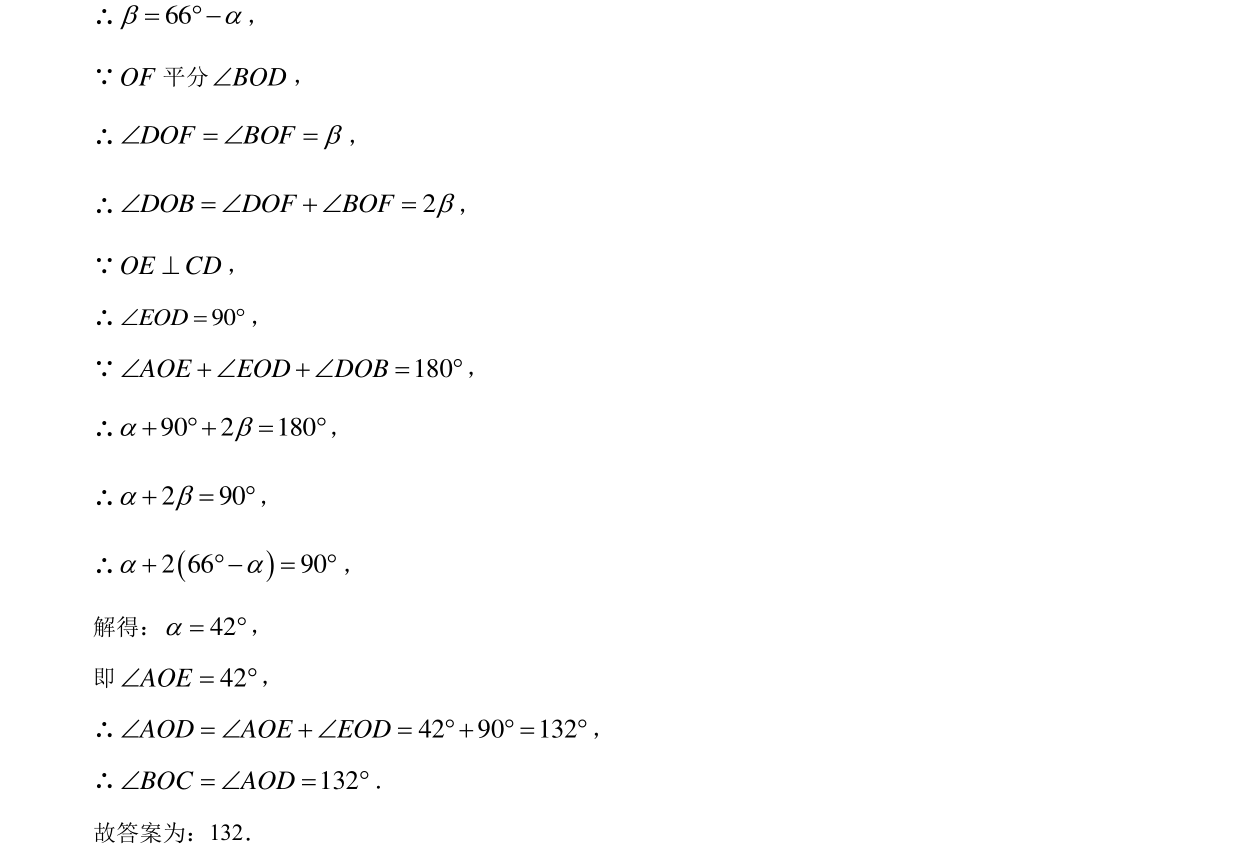 ∴ β = 66° − α ,
∵ OF 平分 ∠BOD ,
∴ ∠DOF = ∠BOF = β ,
∴ ∠DOB = ∠DOF + ∠BOF = 2β ,
∵ OE ⊥ CD ,
∴ ∠EOD = 90° ,
∵ ∠AOE + ∠EOD + ∠DOB = 180° ,
∴ α + 90° + 2β = 180° ,
∴ α + 2β = 90° ,
∴ α + 2(66° − α) = 90° ,
解得：α = 42° ,
即 ∠AOE = 42° ,
∴ ∠AOD = ∠AOE + ∠EOD = 42° + 90° = 132° ,
∴ ∠BOC = ∠AOD = 132° .
故答案为：132.